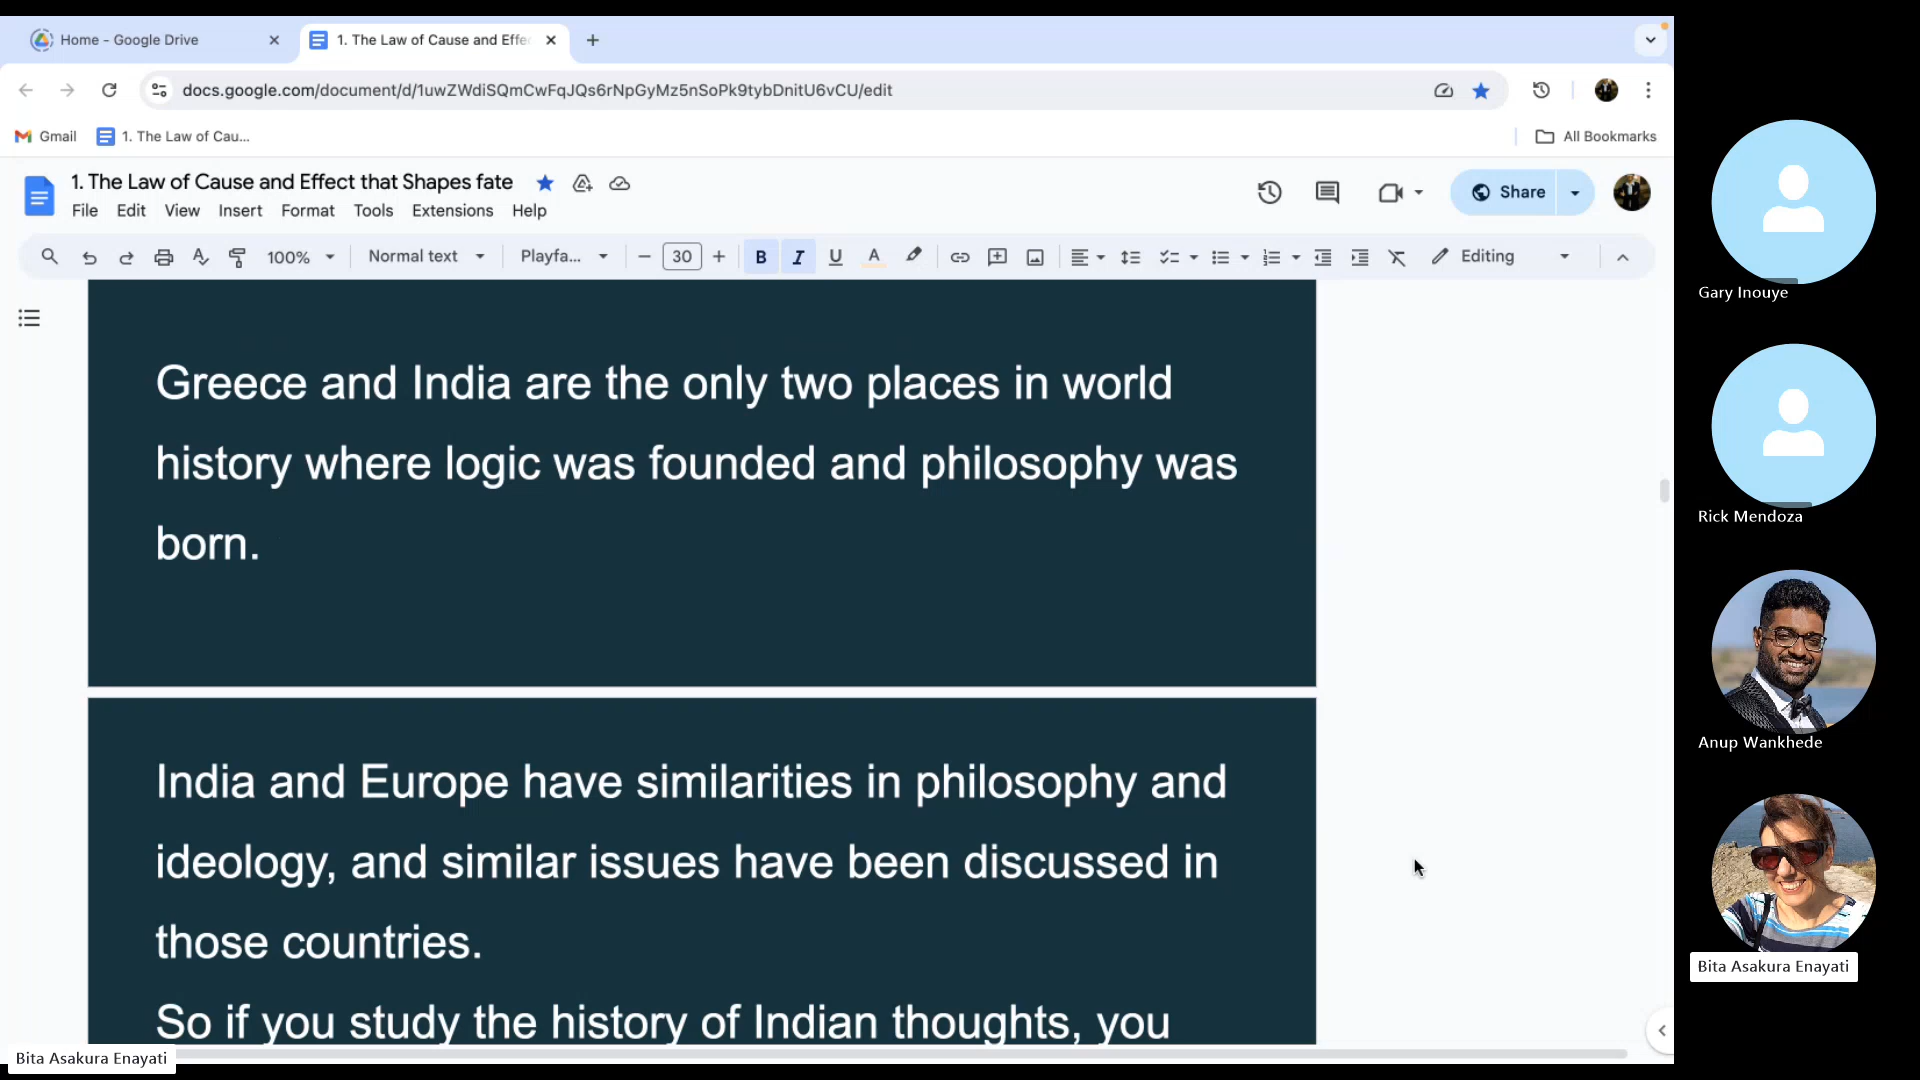 Home - Google Drive
1. The Law of Cause and Effe
docs.google.com/document/d/1uwZWdiSQmCwFqJQs6rNpGyMz5nSoPk9tybDnitU6vCU/edit
Gmail
1. The Law of Cau...
All Bookmarks
1. The Law of Cause and Effect that Shapes fate
Share
File Edit View Insert Format Tools Extensions Help
100% Normal text Playfa... 30 B I U A Editing
Greece and India are the only two places in world
history where logic was founded and philosophy was
born.
India and Europe have similarities in philosophy and
ideology, and similar issues have been discussed in
those countries.
So if you study the history of Indian thoughts, you
Bita Asakura Enayati
Gary Inouye
Rick Mendoza
Anup Wankhede
Bita Asakura Enayati